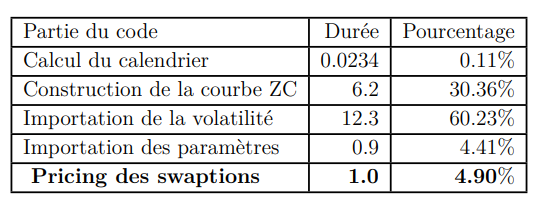 Partie du code Durée Pourcentage
Calcul du calendrier 0.0234 0.11%
Construction de la courbe ZC 6.2 30.36%
Importation de la volatilité 12.3 60.23%
Importation des paramètres 0.9 4.41%
Pricing des swaptions 1.0 4.90%